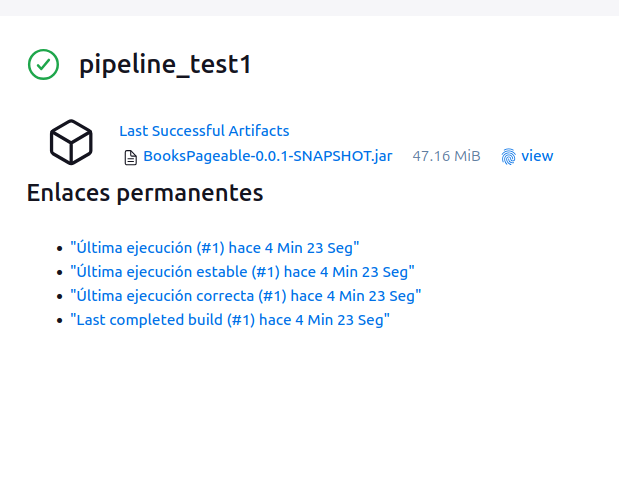 pipeline_test1
Last Successful Artifacts
BooksPageable-0.0.1-SNAPSHOT.jar 47.16 MiB view
Enlaces permanentes
"Última ejecución (#1) hace 4 Min 23 Seg"
"Última ejecución estable (#1) hace 4 Min 23 Seg"
"Última ejecución correcta (#1) hace 4 Min 23 Seg"
"Last completed build (#1) hace 4 Min 23 Seg"